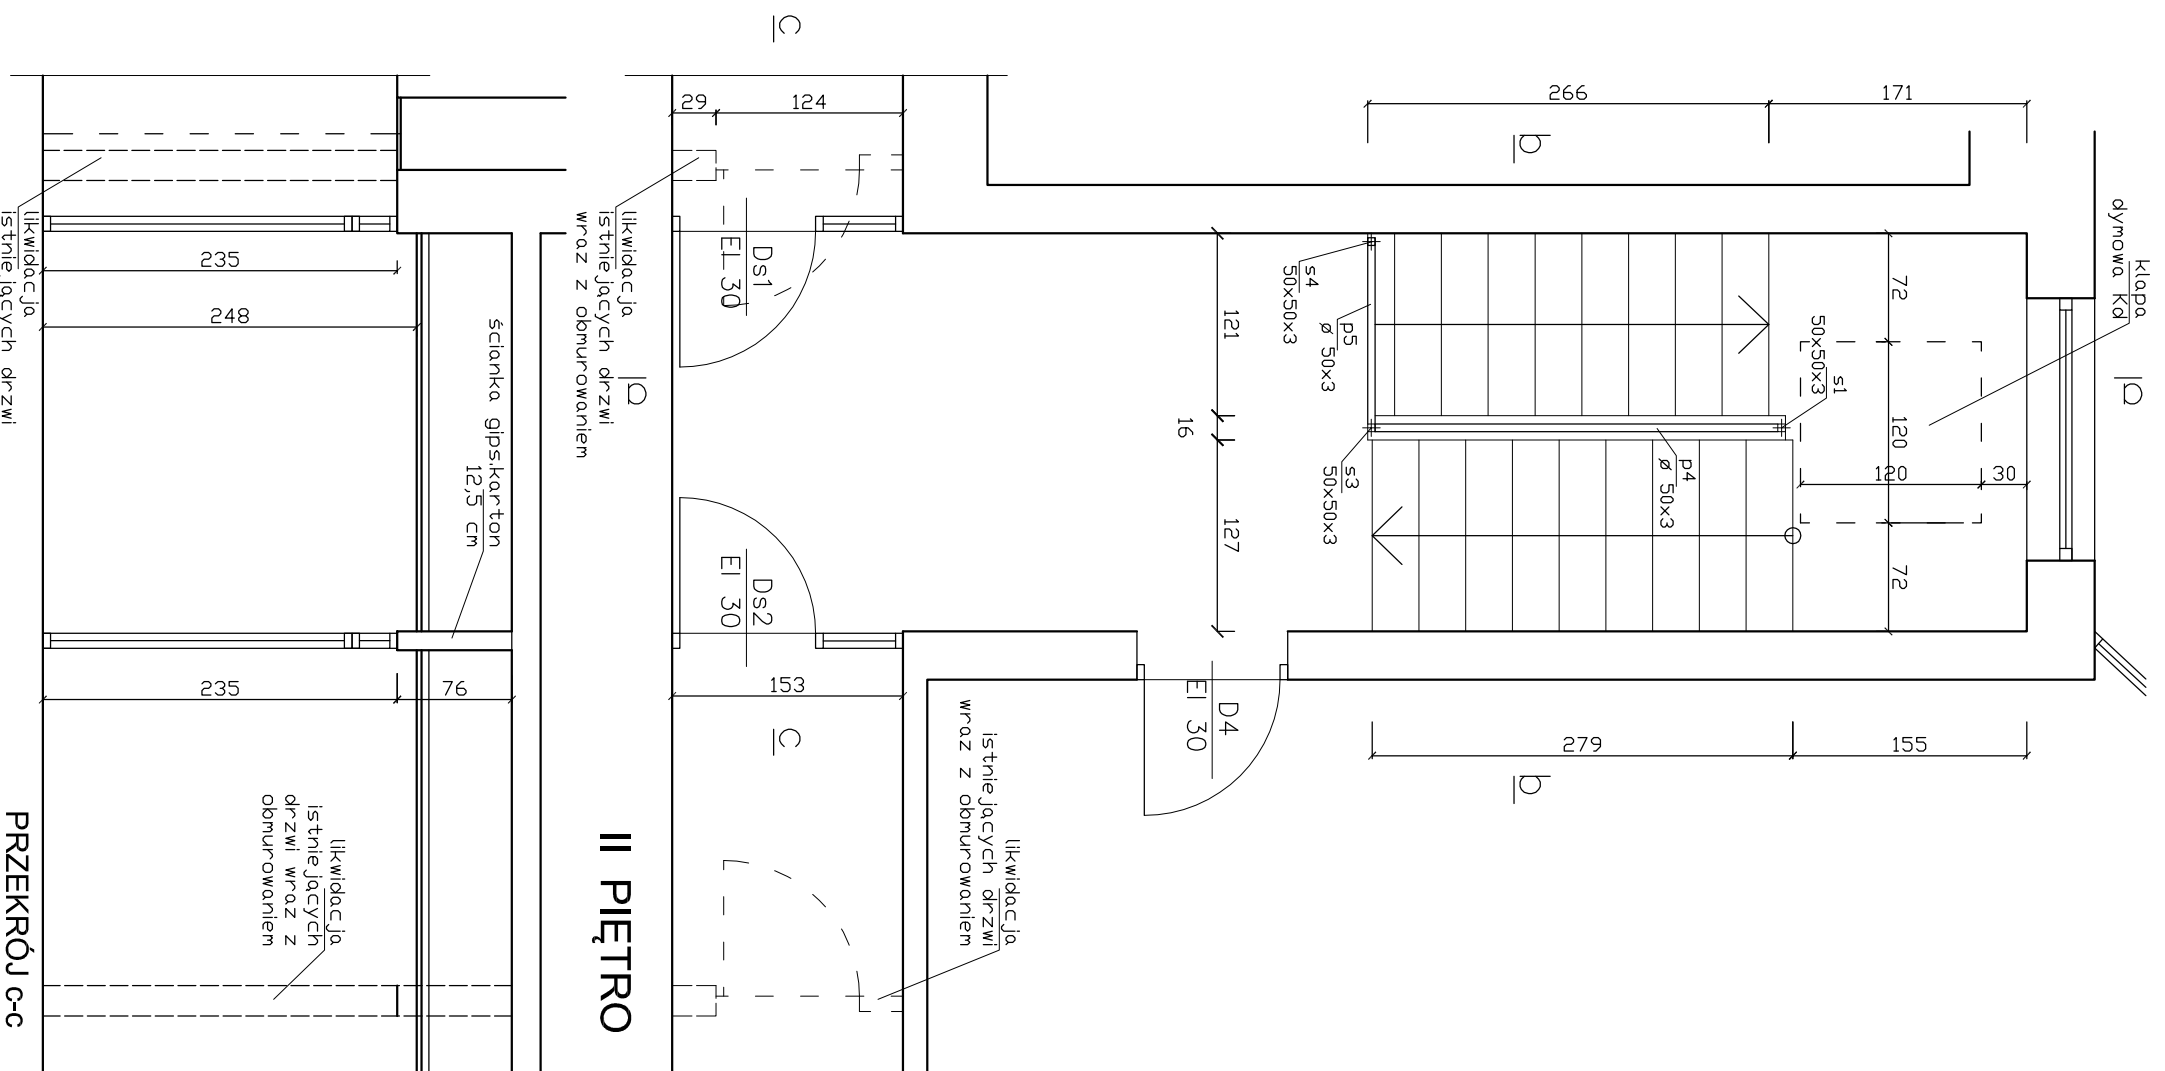 C
29
124
266
171
b
klapa
dymowa Kd
likwidacja
istniejących drzwi
235
248
likwidacja
istniejących drzwi
wraz z obmurowaniem
a
Ds1
EI 30
ścianka gips.karton
12,5 cm
s4
50x50x3
p5
ø 50x3
121
16
127
s3
50x50x3
p4
ø 50x3
s1
50x50x3
72
120
72
120
30
a
Ds2
EI 30
235
76
153
C
D4
EI 30
279
155
b
likwidacja
istniejących drzwi
wraz z obmurowaniem
likwidacja
istniejących
drzwi wraz z
obmurowaniem
II PIĘTRO
PRZEKRÓJ c-c